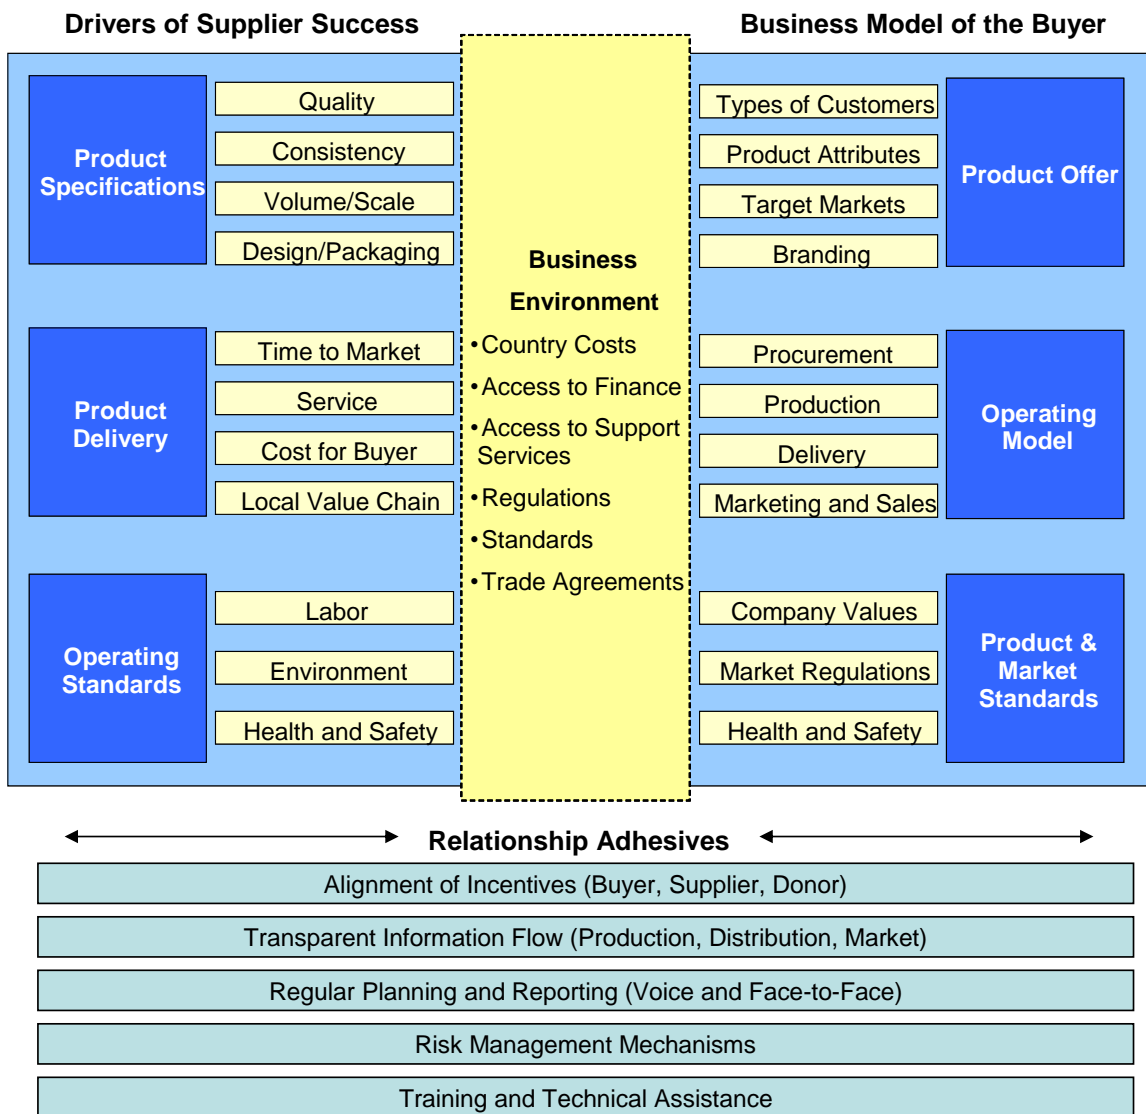 Drivers of Supplier Success
Business Model of the Buyer
Product
Specifications
Quality
Consistency
Volume/Scale
Design/Packaging
Product
Delivery
Time to Market
Service
Cost for Buyer
Local Value Chain
Operating
Standards
Labor
Environment
Health and Safety
Business
Environment
•Country Costs
•Access to Finance
•Access to Support
Services
•Regulations
•Standards
•Trade Agreements
Types of Customers
Product Attributes
Target Markets
Branding
Product Offer
Procurement
Production
Delivery
Marketing and Sales
Operating
Model
Company Values
Market Regulations
Health and Safety
Product &
Market
Standards
Relationship Adhesives
Alignment of Incentives (Buyer, Supplier, Donor)
Transparent Information Flow (Production, Distribution, Market)
Regular Planning and Reporting (Voice and Face-to-Face)
Risk Management Mechanisms
Training and Technical Assistance